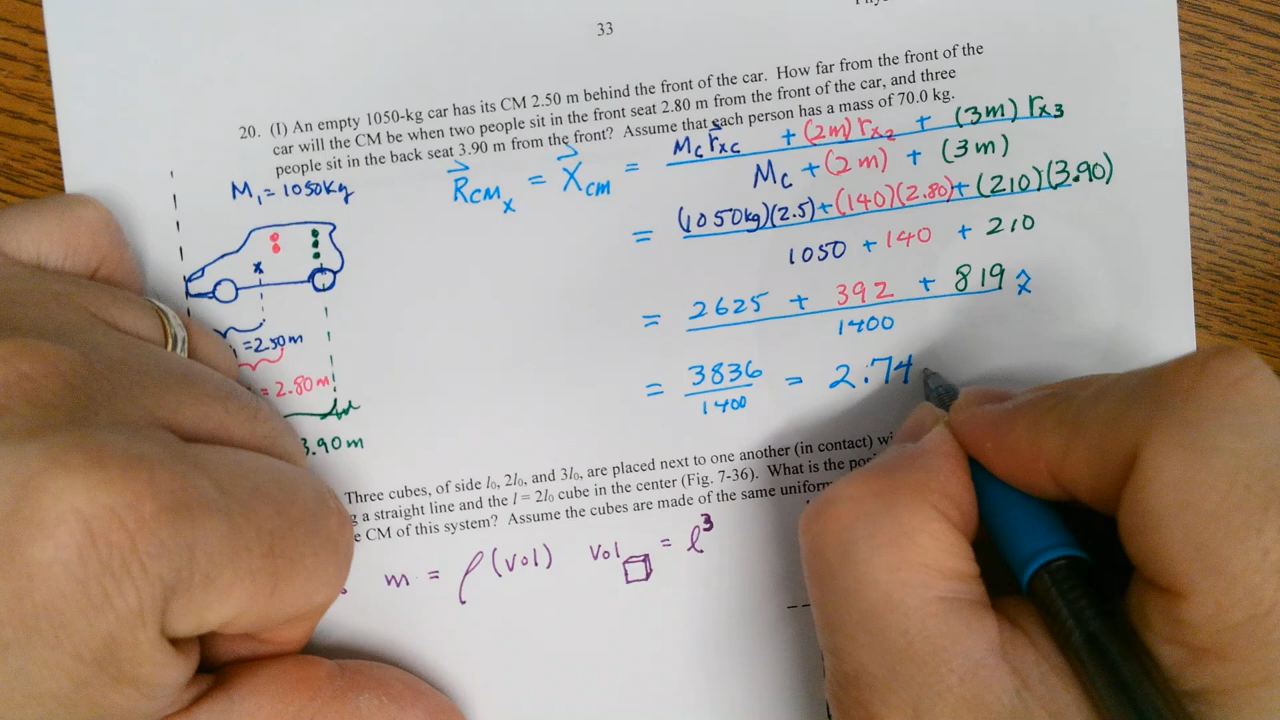 33
20. (I) An empty 1050-kg car has its CM 2.50 m behind the front of the car. How far from the front of the
car will the CM be when two people sit in the front seat 2.80 m from the front of the car, and three
people sit in the back seat 3.90 m from the front? Assume that each person has a mass of 70.0 kg.
M₁ = 1050kg
R⃗CMₓ = X⃗cm = Mc r⃗xc + (2m) rx2 + (3m) rx3
Mc + (2m) + (3m)
= (1050kg)(2.5) + (140)(2.80) + (210)(3.90)
1050 + 140 + 210
= 2625 + 392 + 819 x̂
1400
= 3836 = 2.74
1400
= 2.50m
= 2.80m
3.90m
Three cubes, of side l₀, 2l₀, and 3l₀, are placed next to one another (in contact)
a straight line and the l = 2l₀ cube in the center (Fig. 7-36). What is the
CM of this system? Assume the cubes are made of the same
m = ρ(vol) vol = ℓ³